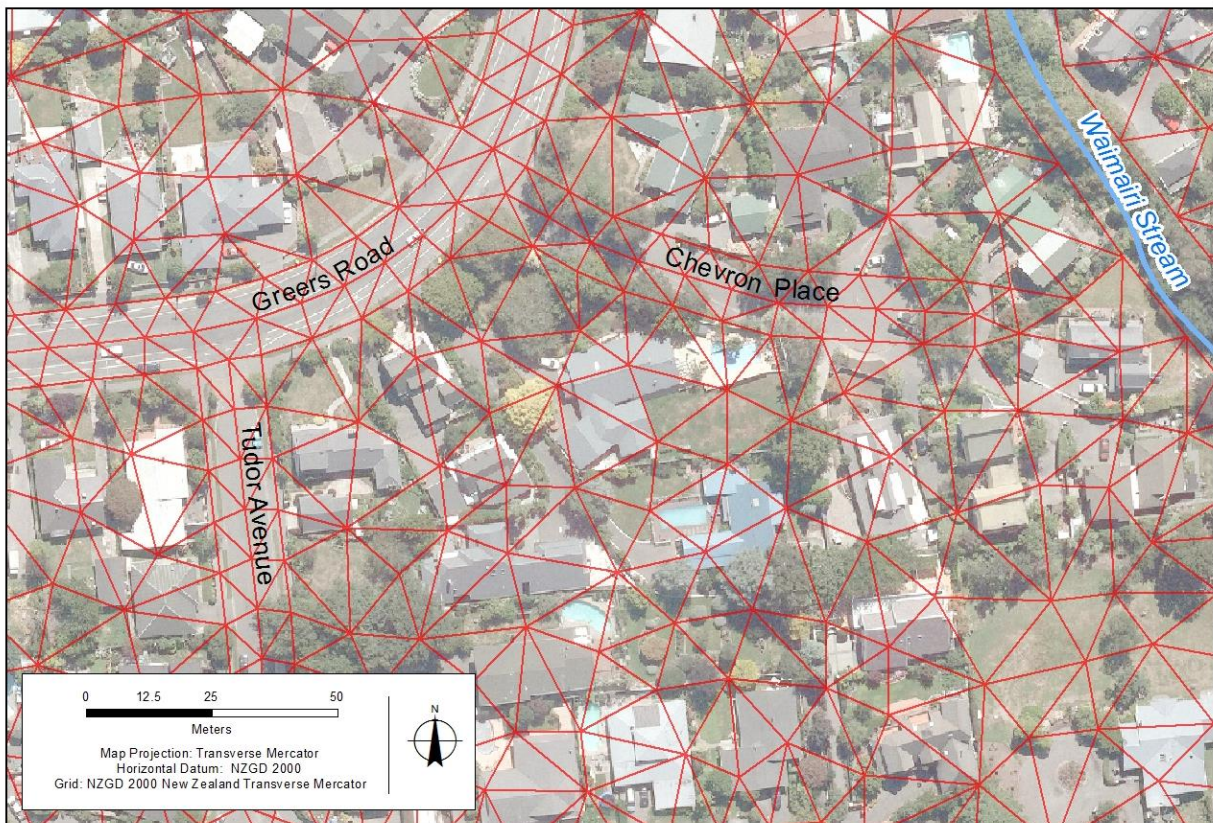 Waimairi Stream
Greers Road
Chevron Place
Tudor Avenue
0 12.5 25 50
Meters
N
Map Projection: Transverse Mercator
Horizontal Datum: NZGD 2000
Grid: NZGD 2000 New Zealand Transverse Mercator